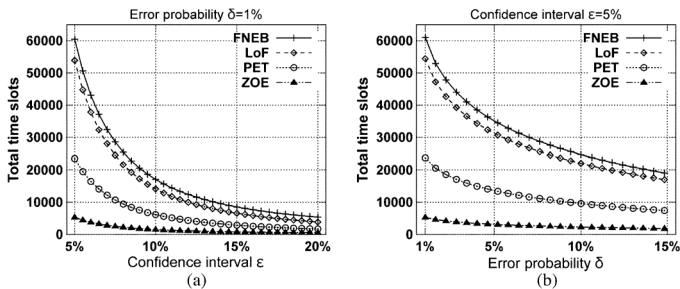 Error probability δ=1%
Total time slots
60000
50000
40000
30000
20000
10000
0
FNEB
LoF
PET
ZOE
5%
10%
15%
20%
Confidence interval ε
(a)
Confidence interval ε=5%
Total time slots
60000
50000
40000
30000
20000
10000
0
FNEB
LoF
PET
ZOE
1%
5%
10%
15%
Error probability δ
(b)